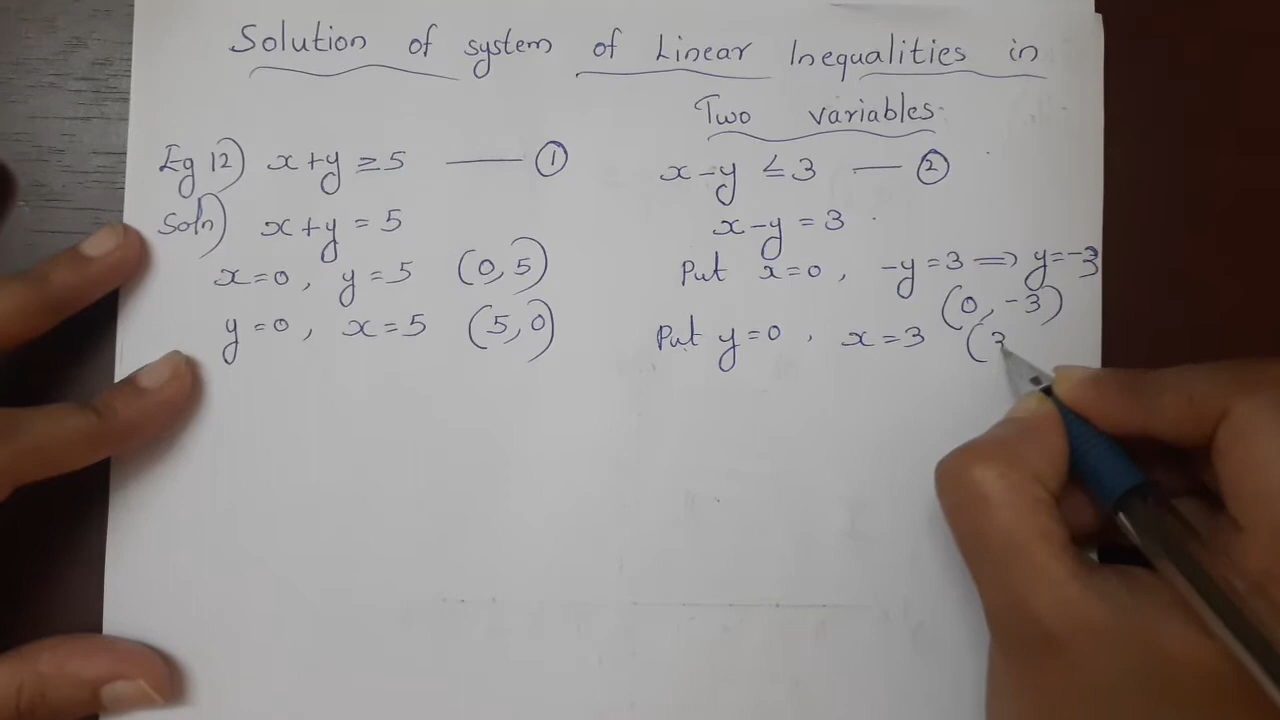 Solution of system of Linear Inequalities in
Two variables.
Eg 12) x+y ≥ 5 —— ①
x-y ≤ 3 — ②
Soln) x+y = 5
x-y = 3
x=0, y=5 (0,5)
Put x=0, -y=3 ⟹ y=-3
(0, -3)
y=0, x=5 (5,0)
Put y=0, x=3 (3